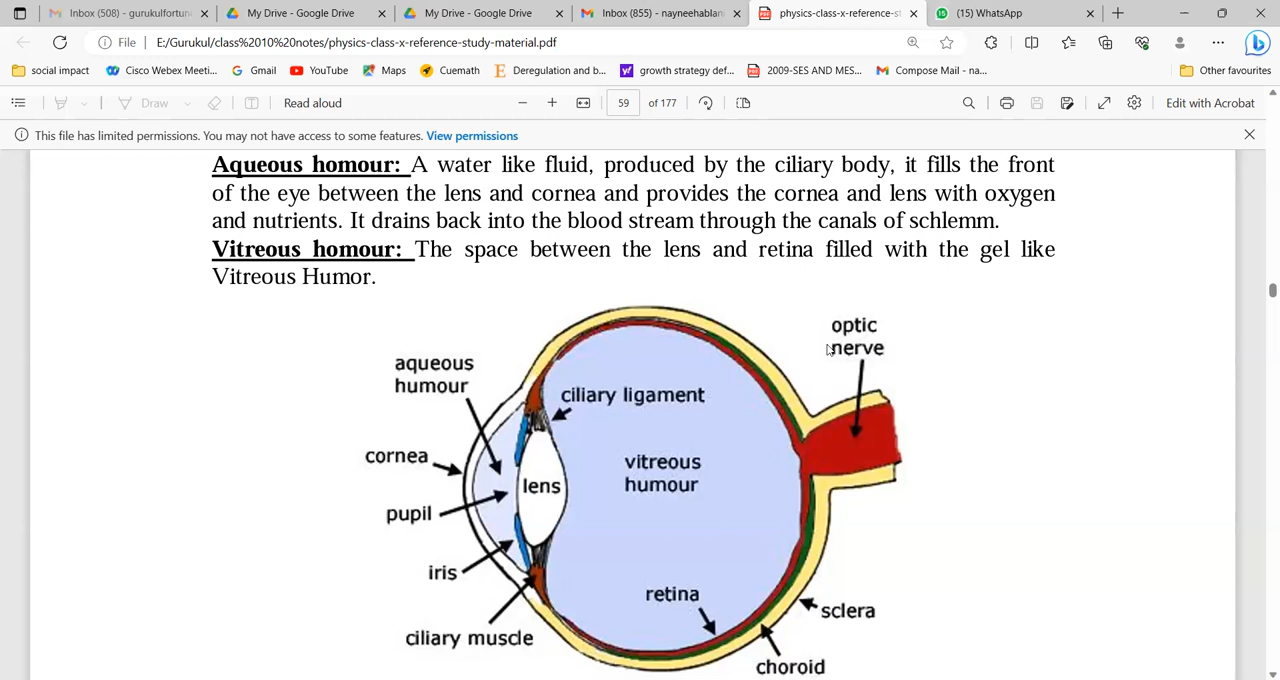 Inbox (508) - gurukulfortun
My Drive - Google Drive
My Drive - Google Drive
Inbox (855) - nayneehablan
physics-class-x-reference-st
(15) WhatsApp
File E:/Gurukul/class%2010%20notes/physics-class-x-reference-study-material.pdf
social impact Cisco Webex Meeti... Gmail YouTube Maps Cuemath Deregulation and b... growth strategy def... 2009-SES AND MES... Compose Mail - na... Other favourites
Draw Read aloud 59 of 177 Edit with Acrobat
This file has limited permissions. You may not have access to some features. View permissions
Aqueous homour: A water like fluid, produced by the ciliary body, it fills the front
of the eye between the lens and cornea and provides the cornea and lens with oxygen
and nutrients. It drains back into the blood stream through the canals of schlemm.
Vitreous homour: The space between the lens and retina filled with the gel like
Vitreous Humor.
optic
nerve
aqueous
humour
ciliary ligament
cornea
vitreous
humour
lens
pupil
iris
retina
sclera
ciliary muscle
choroid